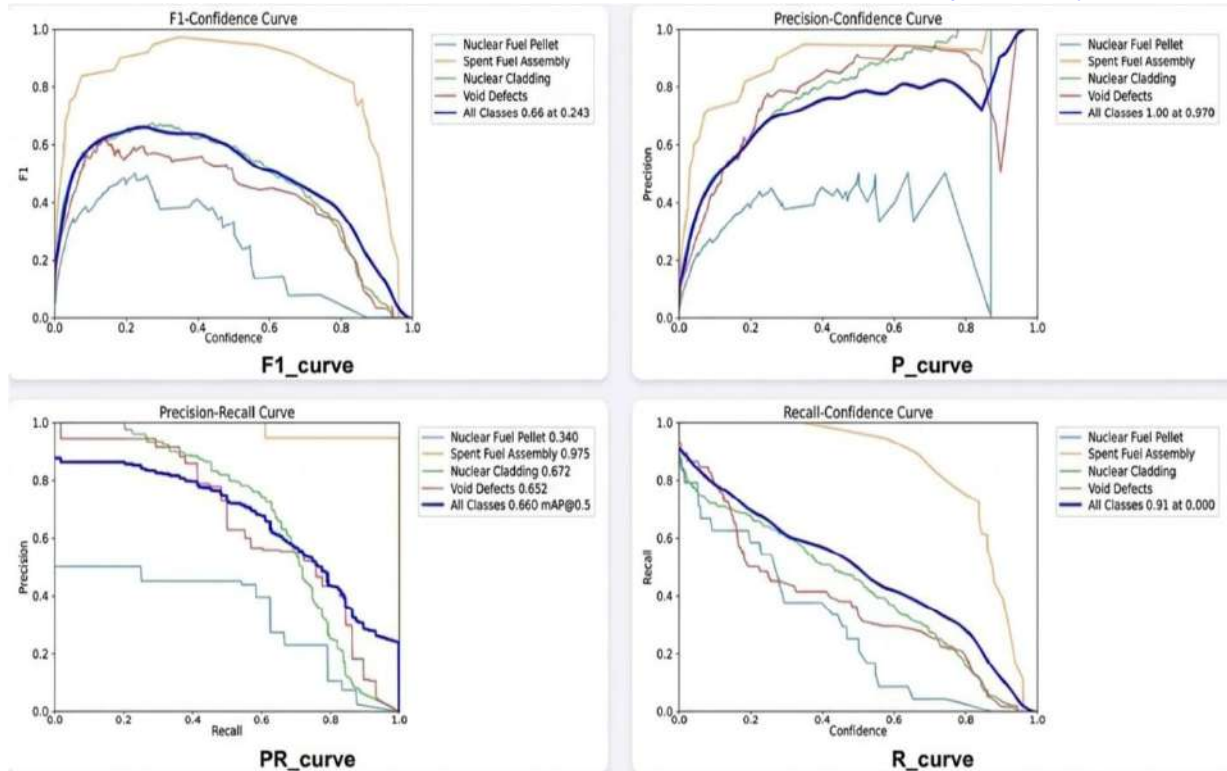 F1-Confidence Curve
1.0
0.8
0.6
0.4
0.2
0.0
F1
0.0 0.2 0.4 0.6 0.8 1.0
Confidence
Nuclear Fuel Pellet
Spent Fuel Assembly
Nuclear Cladding
Void Defects
All Classes 0.66 at 0.243
F1_curve
Precision-Confidence Curve
1.0
0.8
0.6
0.4
0.2
0.0
Precision
0.0 0.2 0.4 0.6 0.8 1.0
Confidence
Nuclear Fuel Pellet
Spent Fuel Assembly
Nuclear Cladding
Void Defects
All Classes 1.00 at 0.970
P_curve
Precision-Recall Curve
1.0
0.8
0.6
0.4
0.2
0.0
Precision
0.0 0.2 0.4 0.6 0.8 1.0
Recall
Nuclear Fuel Pellet 0.340
Spent Fuel Assembly 0.975
Nuclear Cladding 0.672
Void Defects 0.652
All Classes 0.660 mAP@0.5
PR_curve
Recall-Confidence Curve
1.0
0.8
0.6
0.4
0.2
0.0
Recall
0.0 0.2 0.4 0.6 0.8 1.0
Confidence
Nuclear Fuel Pellet
Spent Fuel Assembly
Nuclear Cladding
Void Defects
All Classes 0.91 at 0.000
R_curve